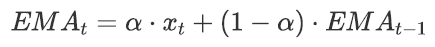 EMA_t = α · x_t + (1 − α) · EMA_{t−1}